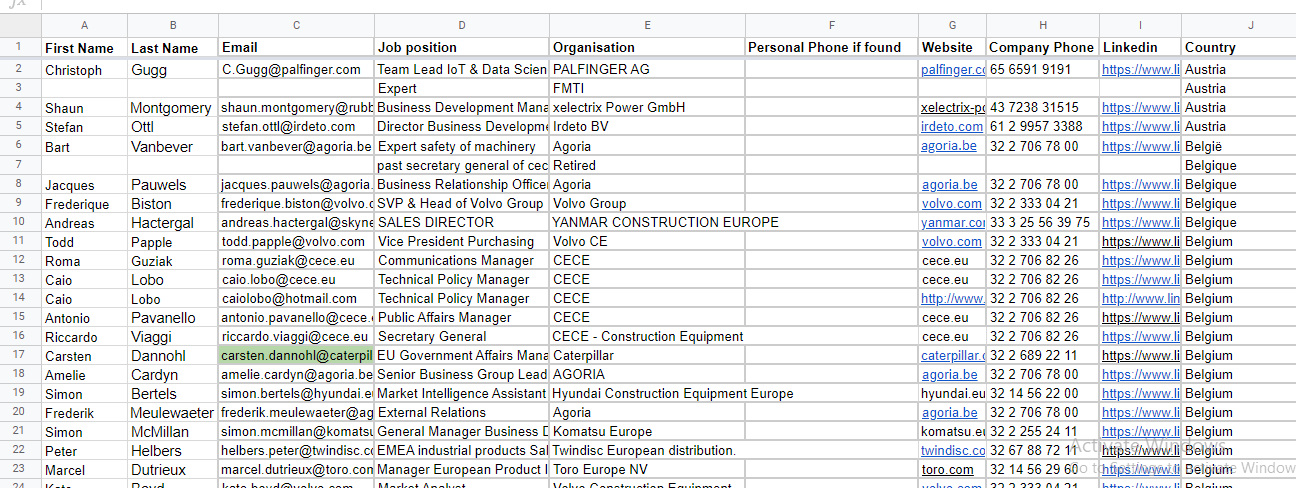 A B C D E F G H I J
1 First Name Last Name Email Job position Organisation Personal Phone if found Website Company Phone Linkedin Country
2 Christoph Gugg C.Gugg@palfinger.com Team Lead IoT & Data Scien PALFINGER AG palfinger.co 65 6591 9191 https://www.li Austria
3 Expert FMTI Austria
4 Shaun Montgomery shaun.montgomery@rubb Business Development Mana xelectrix Power GmbH xelectrix-po 43 7238 31515 https://www.li Austria
5 Stefan Ottl stefan.ottl@irdeto.com Director Business Developme Irdeto BV irdeto.com 61 2 9957 3388 https://www.li Austria
6 Bart Vanbever bart.vanbever@agoria.be Expert safety of machinery Agoria agoria.be 32 2 706 78 00 https://www.li België
7 past secretary general of cec Retired Belgique
8 Jacques Pauwels jacques.pauwels@agoria. Business Relationship Officer Agoria agoria.be 32 2 706 78 00 https://www.li Belgique
9 Frederique Biston frederique.biston@volvo.c SVP & Head of Volvo Group Volvo Group volvo.com 32 2 333 04 21 https://www.li Belgique
10 Andreas Hactergal andreas.hactergal@skyne SALES DIRECTOR YANMAR CONSTRUCTION EUROPE yanmar.co 33 3 25 56 39 75 https://www.li Belgique
11 Todd Papple todd.papple@volvo.com Vice President Purchasing Volvo CE volvo.com 32 2 333 04 21 https://www.li Belgium
12 Roma Guziak roma.guziak@cece.eu Communications Manager CECE cece.eu 32 2 706 82 26 https://www.li Belgium
13 Caio Lobo caio.lobo@cece.eu Technical Policy Manager CECE cece.eu 32 2 706 82 26 https://www.li Belgium
14 Caio Lobo caiolobo@hotmail.com Technical Policy Manager CECE http://www. 32 2 706 82 26 http://www.lin Belgium
15 Antonio Pavanello antonio.pavanello@cece. Public Affairs Manager CECE cece.eu 32 2 706 82 26 https://www.li Belgium
16 Riccardo Viaggi riccardo.viaggi@cece.eu Secretary General CECE - Construction Equipment cece.eu 32 2 706 82 26 https://www.li Belgium
17 Carsten Dannohl carsten.dannohl@caterpil EU Government Affairs Mana Caterpillar caterpillar.c 32 2 689 22 11 https://www.li Belgium
18 Amelie Cardyn amelie.cardyn@agoria.be Senior Business Group Lead AGORIA agoria.be 32 2 706 78 00 https://www.li Belgium
19 Simon Bertels simon.bertels@hyundai.e Market Intelligence Assistant Hyundai Construction Equipment Europe hyundai.eu 32 14 56 22 00 https://www.li Belgium
20 Frederik Meulewaeter frederik.meulewaeter@ag External Relations Agoria agoria.be 32 2 706 78 00 https://www.li Belgium
21 Simon McMillan simon.mcmillan@komatsu General Manager Business D Komatsu Europe komatsu.eu 32 2 255 24 11 https://www.li Belgium
22 Peter Helbers helbers.peter@twindisc.c EMEA industrial products Sal Twindisc European distribution. twindisc.co 32 67 88 72 11 https://www.li Belgium
23 Marcel Dutrieux marcel.dutrieux@toro.com Manager European Product I Toro Europe NV toro.com 32 14 56 29 60 https://www.li Belgium
24 Kate Boyd kate.boyd@volvo.com Market Analyst Volvo Construction Equipment volvo.com 32 2 333 04 21 https://www.li Belgium
Activate Windows
Go to Settings to activate Windows